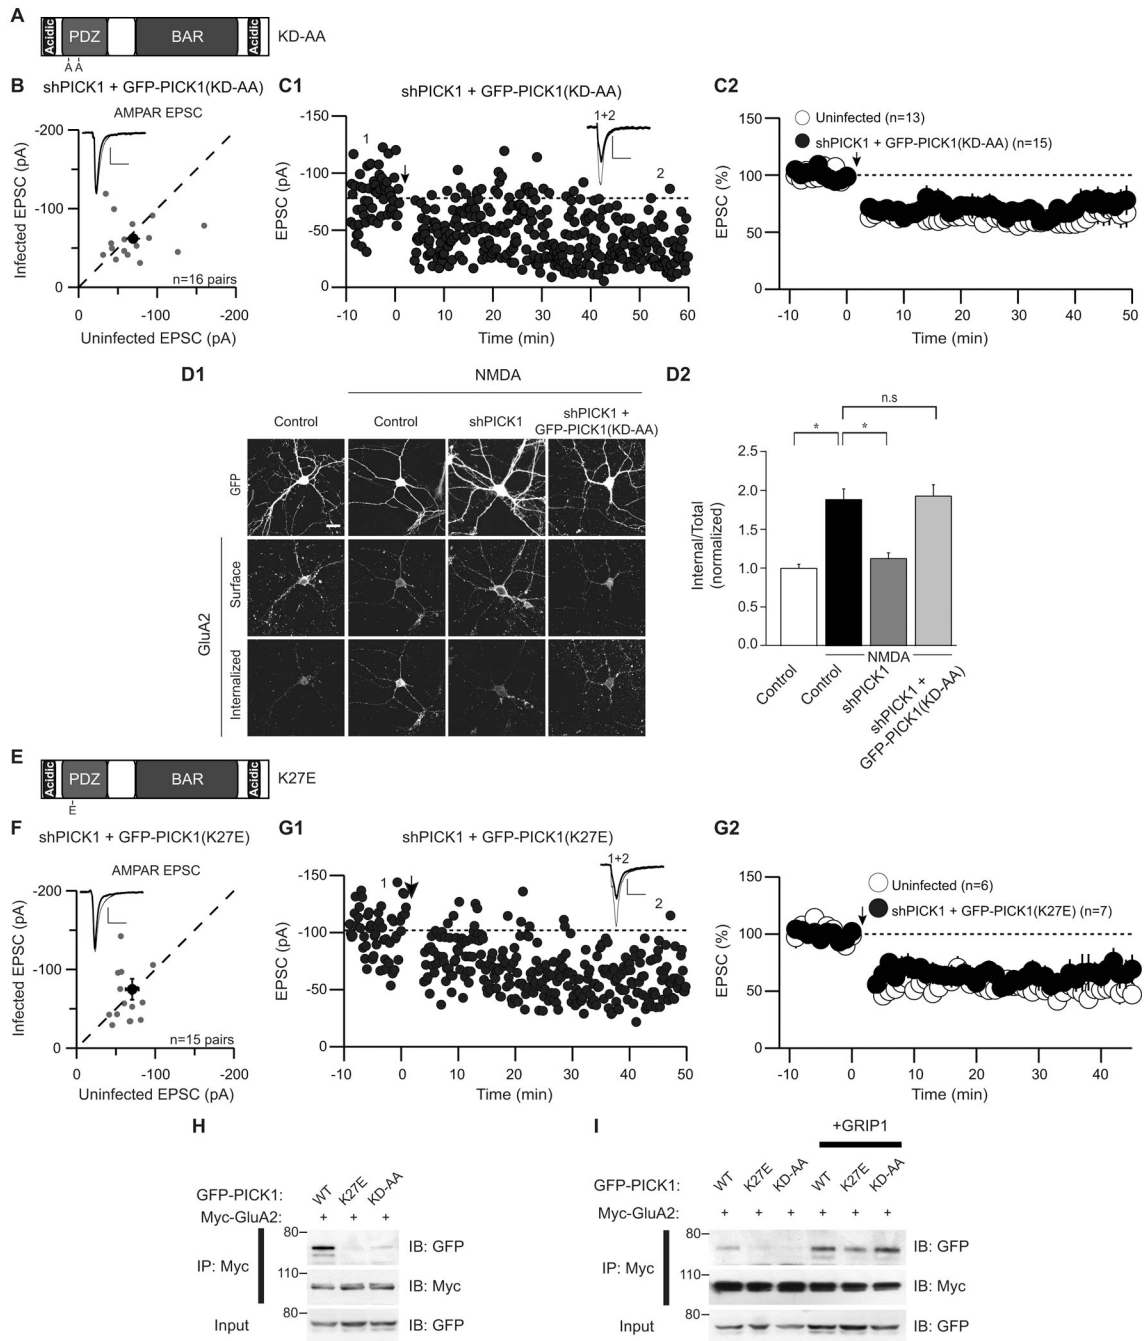 A
Acidic PDZ BAR Acidic KD-AA
A A
B
shPICK1 + GFP-PICK1(KD-AA)
AMPAR EPSC
-200
-100
0
Infected EPSC (pA)
n=16 pairs
0 -100 -200
Uninfected EPSC (pA)
C1
shPICK1 + GFP-PICK1(KD-AA)
-150
-100
-50
0
EPSC (pA)
1
1+2
2
-10 0 10 20 30 40 50 60
Time (min)
C2
Uninfected (n=13)
shPICK1 + GFP-PICK1(KD-AA) (n=15)
150
100
50
0
EPSC (%)
-10 0 10 20 30 40 50
Time (min)
D1
NMDA
Control Control shPICK1 shPICK1 + GFP-PICK1(KD-AA)
GFP
Surface
Internalized
GluA2
D2
n.s
* *
2.5
2.0
1.5
1.0
0.5
0.0
Internal/Total
(normalized)
NMDA
Control
Control
shPICK1
shPICK1 +
GFP-PICK1(KD-AA)
E
Acidic PDZ BAR Acidic K27E
E
F
shPICK1 + GFP-PICK1(K27E)
AMPAR EPSC
-200
-100
0
Infected EPSC (pA)
n=15 pairs
0 -100 -200
Uninfected EPSC (pA)
G1
shPICK1 + GFP-PICK1(K27E)
-150
-100
-50
0
EPSC (pA)
1
1+2
2
-10 0 10 20 30 40 50
Time (min)
G2
Uninfected (n=6)
shPICK1 + GFP-PICK1(K27E) (n=7)
150
100
50
0
EPSC (%)
-10 0 10 20 30 40
Time (min)
H
GFP-PICK1: WT K27E KD-AA
Myc-GluA2: + + +
80
IB: GFP
IP: Myc
110
IB: Myc
80
Input IB: GFP
I
+GRIP1
GFP-PICK1: WT K27E KD-AA WT K27E KD-AA
Myc-GluA2: + + + + + +
80
IB: GFP
IP: Myc
110
IB: Myc
80
Input IB: GFP